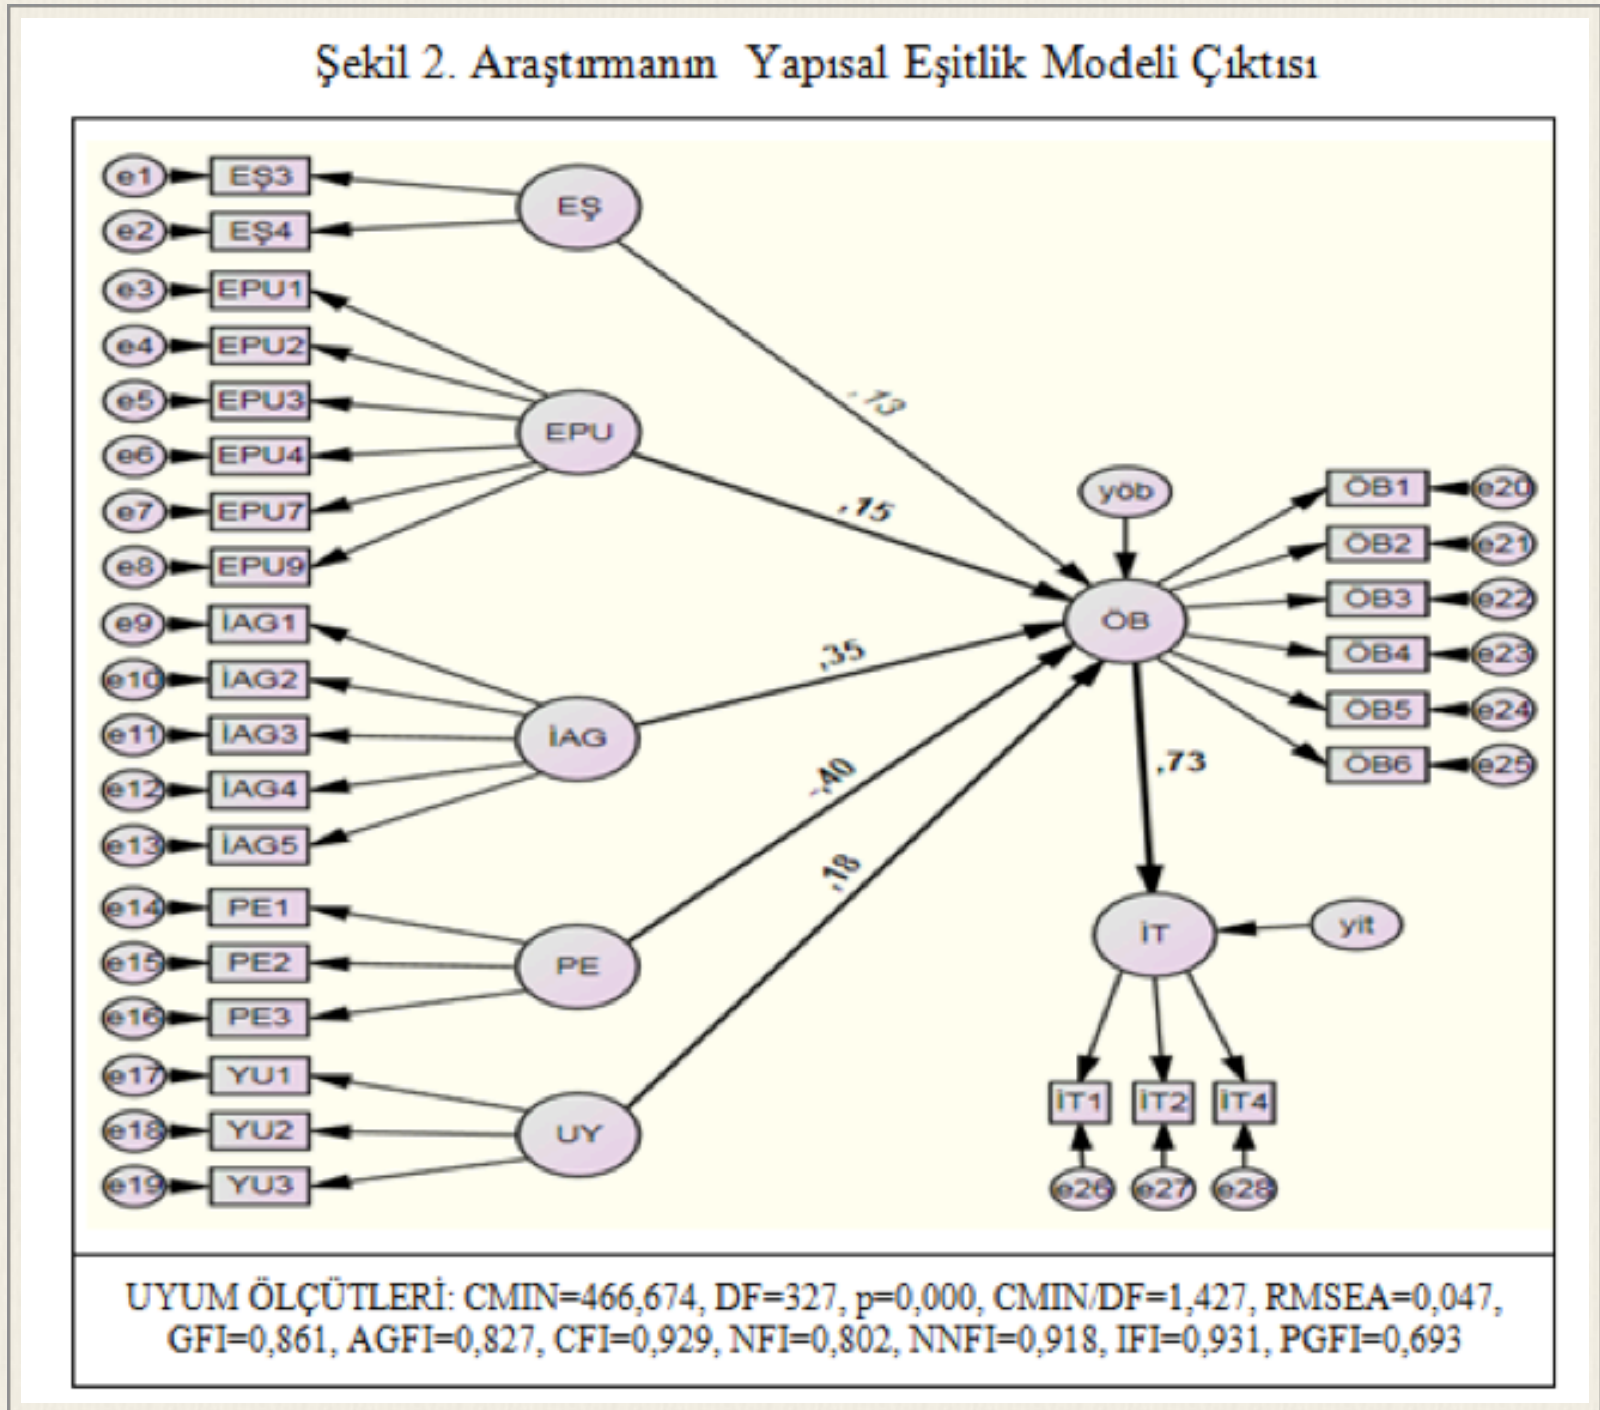 Şekil 2. Araştırmanın Yapısal Eşitlik Modeli Çıktısı
e1 EŞ3
e2 EŞ4
EŞ
e3 EPU1
e4 EPU2
e5 EPU3
e6 EPU4
e7 EPU7
e8 EPU9
EPU
e9 İAG1
e10 İAG2
e11 İAG3
e12 İAG4
e13 İAG5
İAG
e14 PE1
e15 PE2
e16 PE3
PE
e17 YU1
e18 YU2
e19 YU3
UY
,13
,15
,35
-,40
,18
yöb
ÖB
ÖB1 e20
ÖB2 e21
ÖB3 e22
ÖB4 e23
ÖB5 e24
ÖB6 e25
,73
İT
yit
İT1 İT2 İT4
e26 e27 e28
UYUM ÖLÇÜTLERİ: CMIN=466,674, DF=327, p=0,000, CMIN/DF=1,427, RMSEA=0,047,
GFI=0,861, AGFI=0,827, CFI=0,929, NFI=0,802, NNFI=0,918, IFI=0,931, PGFI=0,693